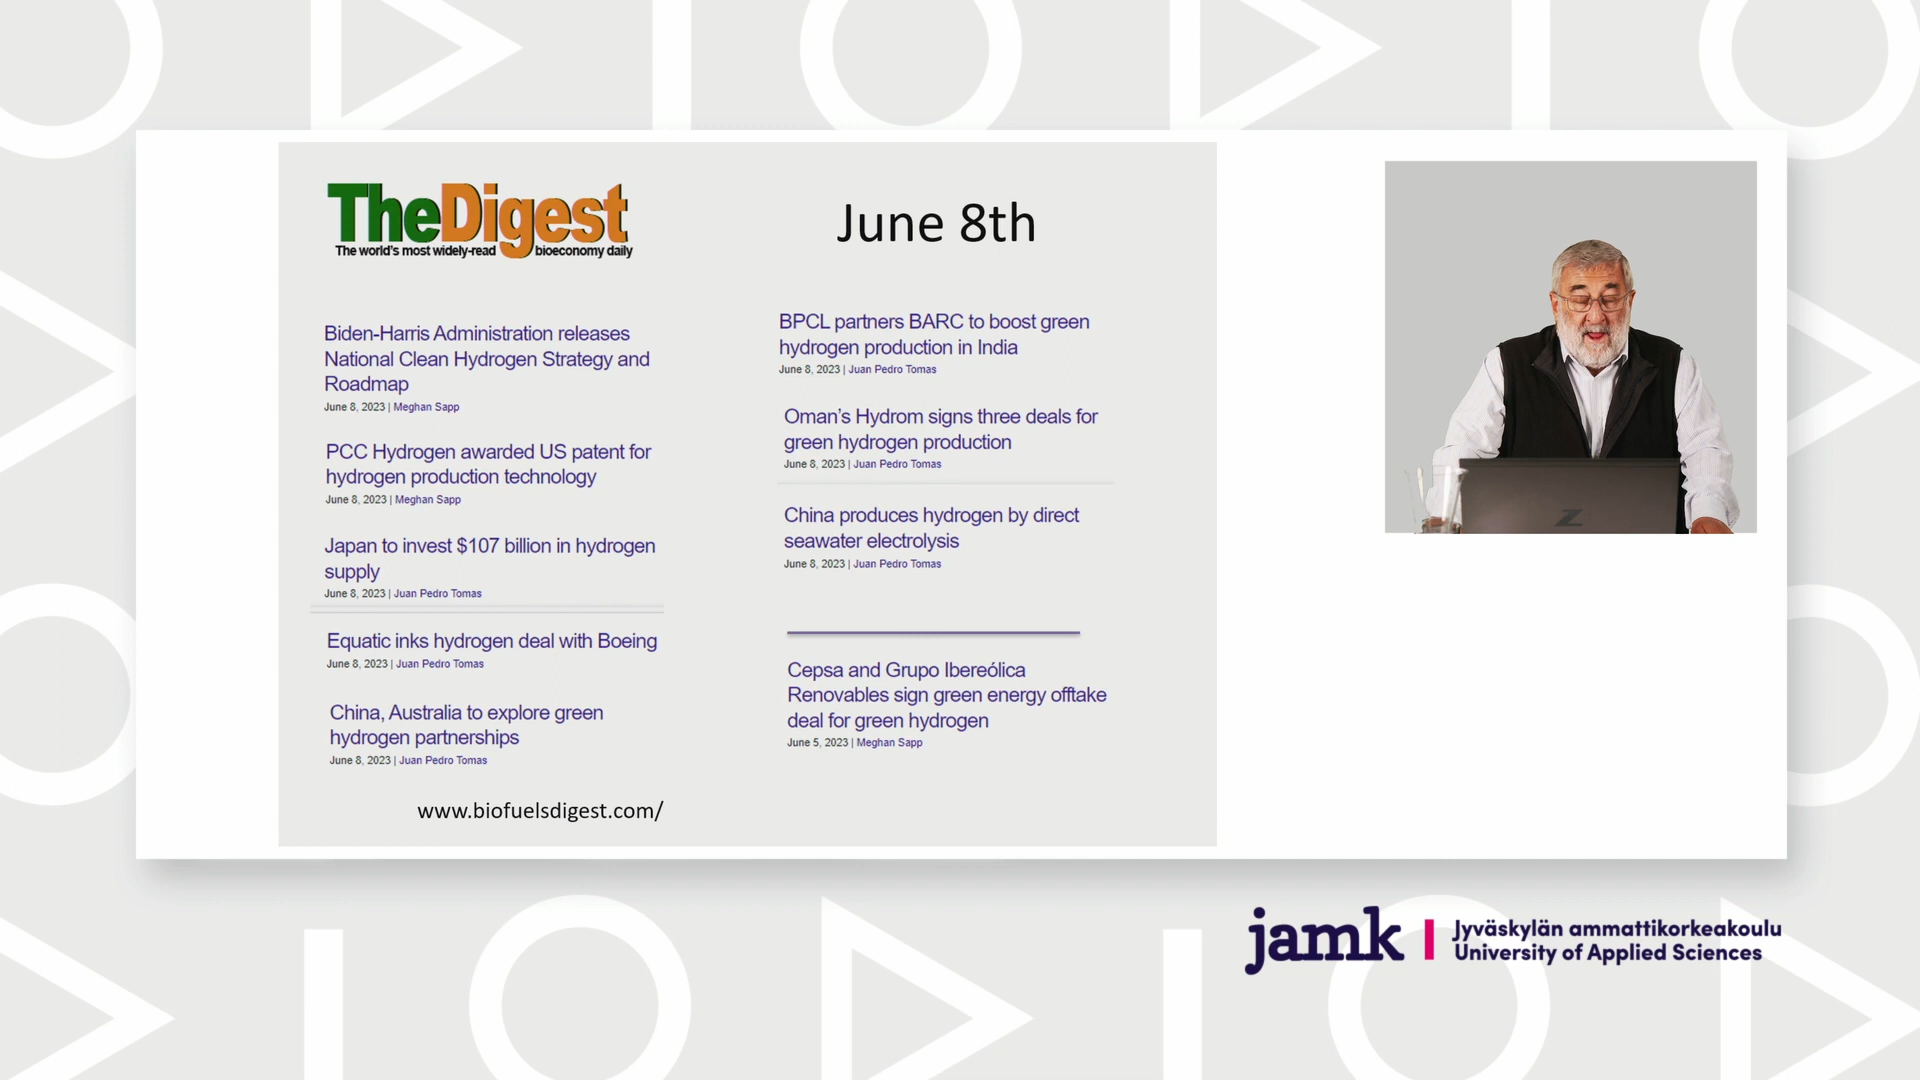 TheDigest
The world's most widely-read bioeconomy daily
June 8th
Biden-Harris Administration releases
National Clean Hydrogen Strategy and
Roadmap
June 8, 2023 | Meghan Sapp
PCC Hydrogen awarded US patent for
hydrogen production technology
June 8, 2023 | Meghan Sapp
Japan to invest $107 billion in hydrogen
supply
June 8, 2023 | Juan Pedro Tomas
Equatic inks hydrogen deal with Boeing
June 8, 2023 | Juan Pedro Tomas
China, Australia to explore green
hydrogen partnerships
June 8, 2023 | Juan Pedro Tomas
www.biofuelsdigest.com/
BPCL partners BARC to boost green
hydrogen production in India
June 8, 2023 | Juan Pedro Tomas
Oman's Hydrom signs three deals for
green hydrogen production
June 8, 2023 | Juan Pedro Tomas
China produces hydrogen by direct
seawater electrolysis
June 8, 2023 | Juan Pedro Tomas
Cepsa and Grupo Ibereólica
Renovables sign green energy offtake
deal for green hydrogen
June 5, 2023 | Meghan Sapp
jamk
Jyväskylän ammattikorkeakoulu
University of Applied Sciences